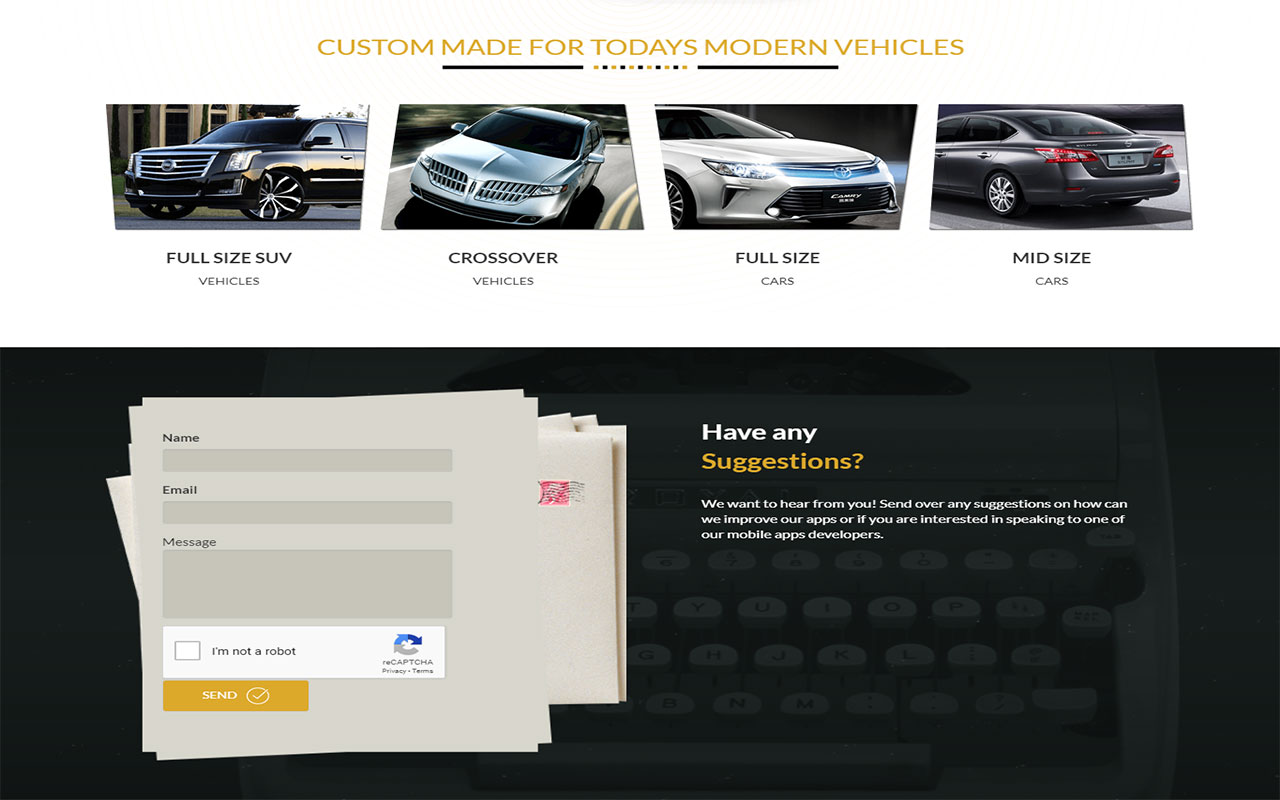 CUSTOM MADE FOR TODAYS MODERN VEHICLES
CAMRY
FULL SIZE SUV
VEHICLES
CROSSOVER
VEHICLES
FULL SIZE
CARS
MID SIZE
CARS
Name
Email
Message
I'm not a robot
reCAPTCHA
Privacy - Terms
SEND
Have any
Suggestions?
We want to hear from you! Send over any suggestions on how can
we improve our apps or if you are interested in speaking to one of
our mobile apps developers.
ROYAL
TAB
T Y U I O P
G H J K L
B N M